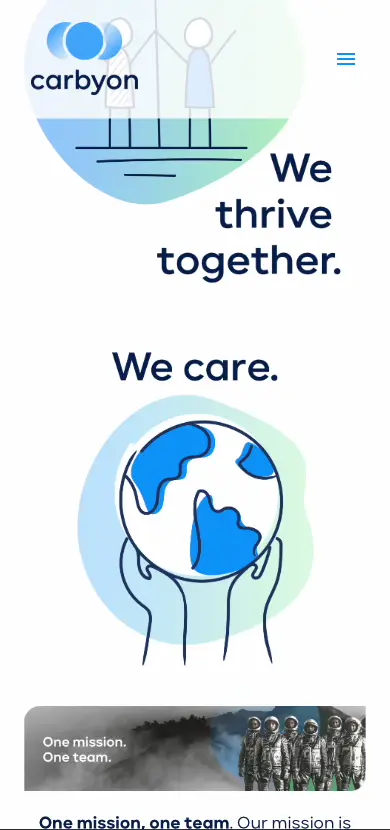 carbyon
We
thrive
together.
We care.
One mission.
One team.
One mission, one team. Our mission is